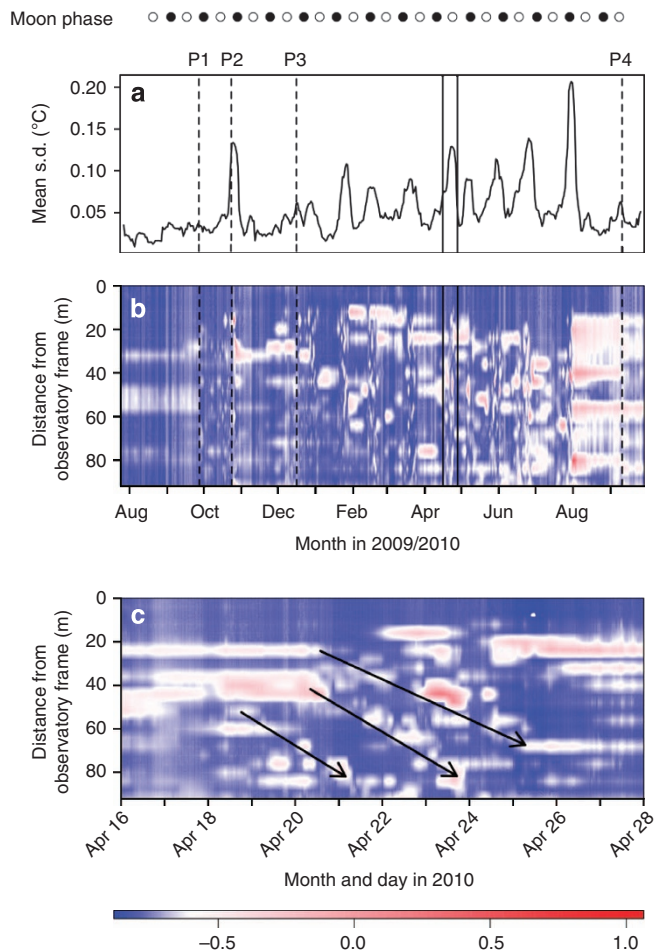 Moon phase
P1 P2 P3 P4
a
Mean s.d. (°C)
0.20
0.15
0.10
0.05
b
Distance from
observatory frame (m)
0
20
40
60
80
Aug Oct Dec Feb Apr Jun Aug
Month in 2009/2010
c
Distance from
observatory frame (m)
0
20
40
60
80
Apr 16 Apr 18 Apr 20 Apr 22 Apr 24 Apr 26 Apr 28
Month and day in 2010
−0.5 0.0 0.5 1.0